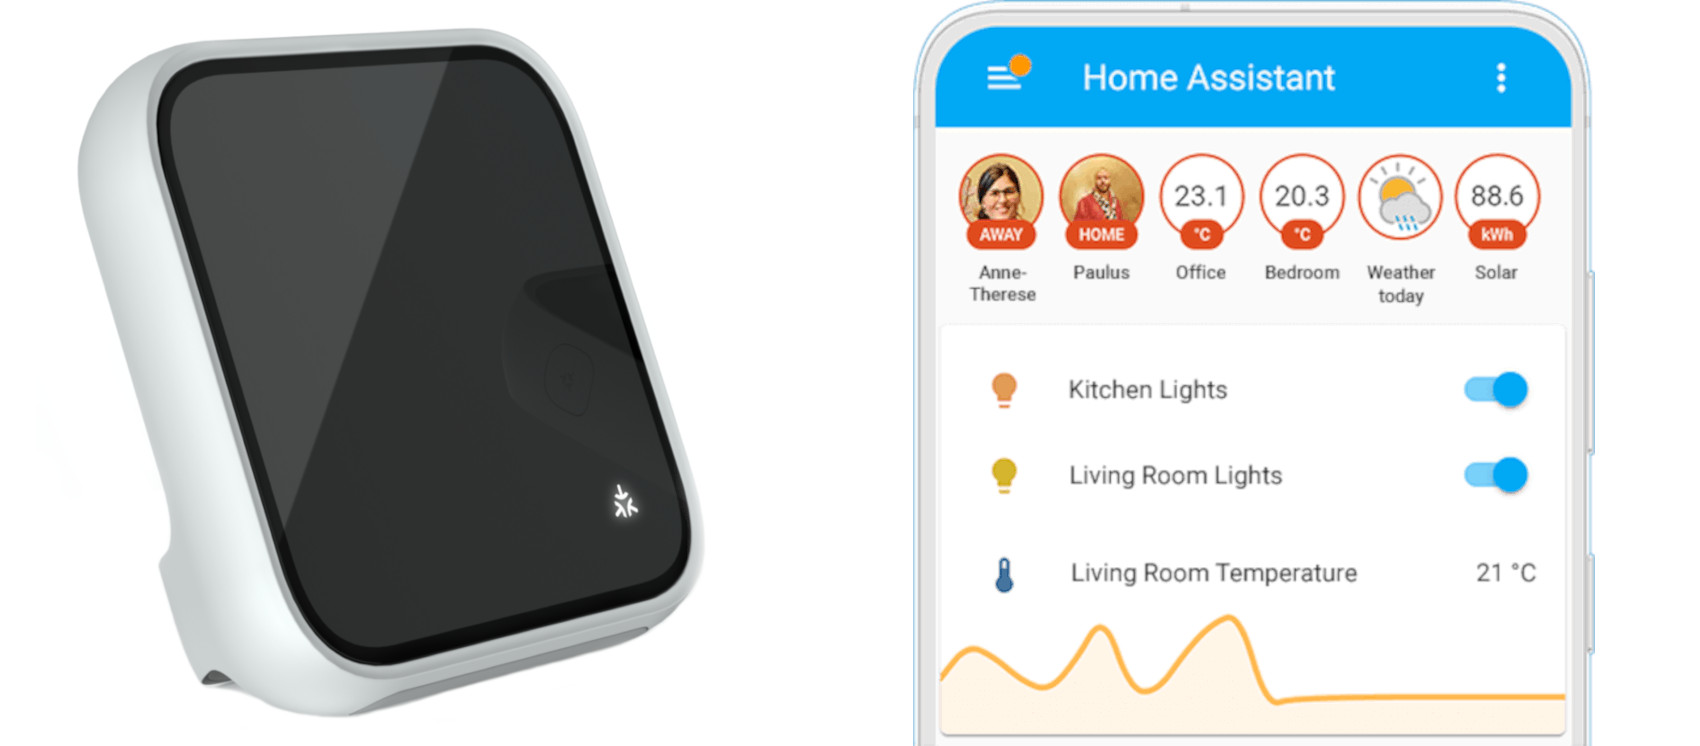 Home Assistant
23.1
20.3
88.6
AWAY
HOME
°C
°C
kWh
Anne-
Therese
Paulus
Office
Bedroom
Weather
today
Solar
Kitchen Lights
Living Room Lights
Living Room Temperature
21 °C